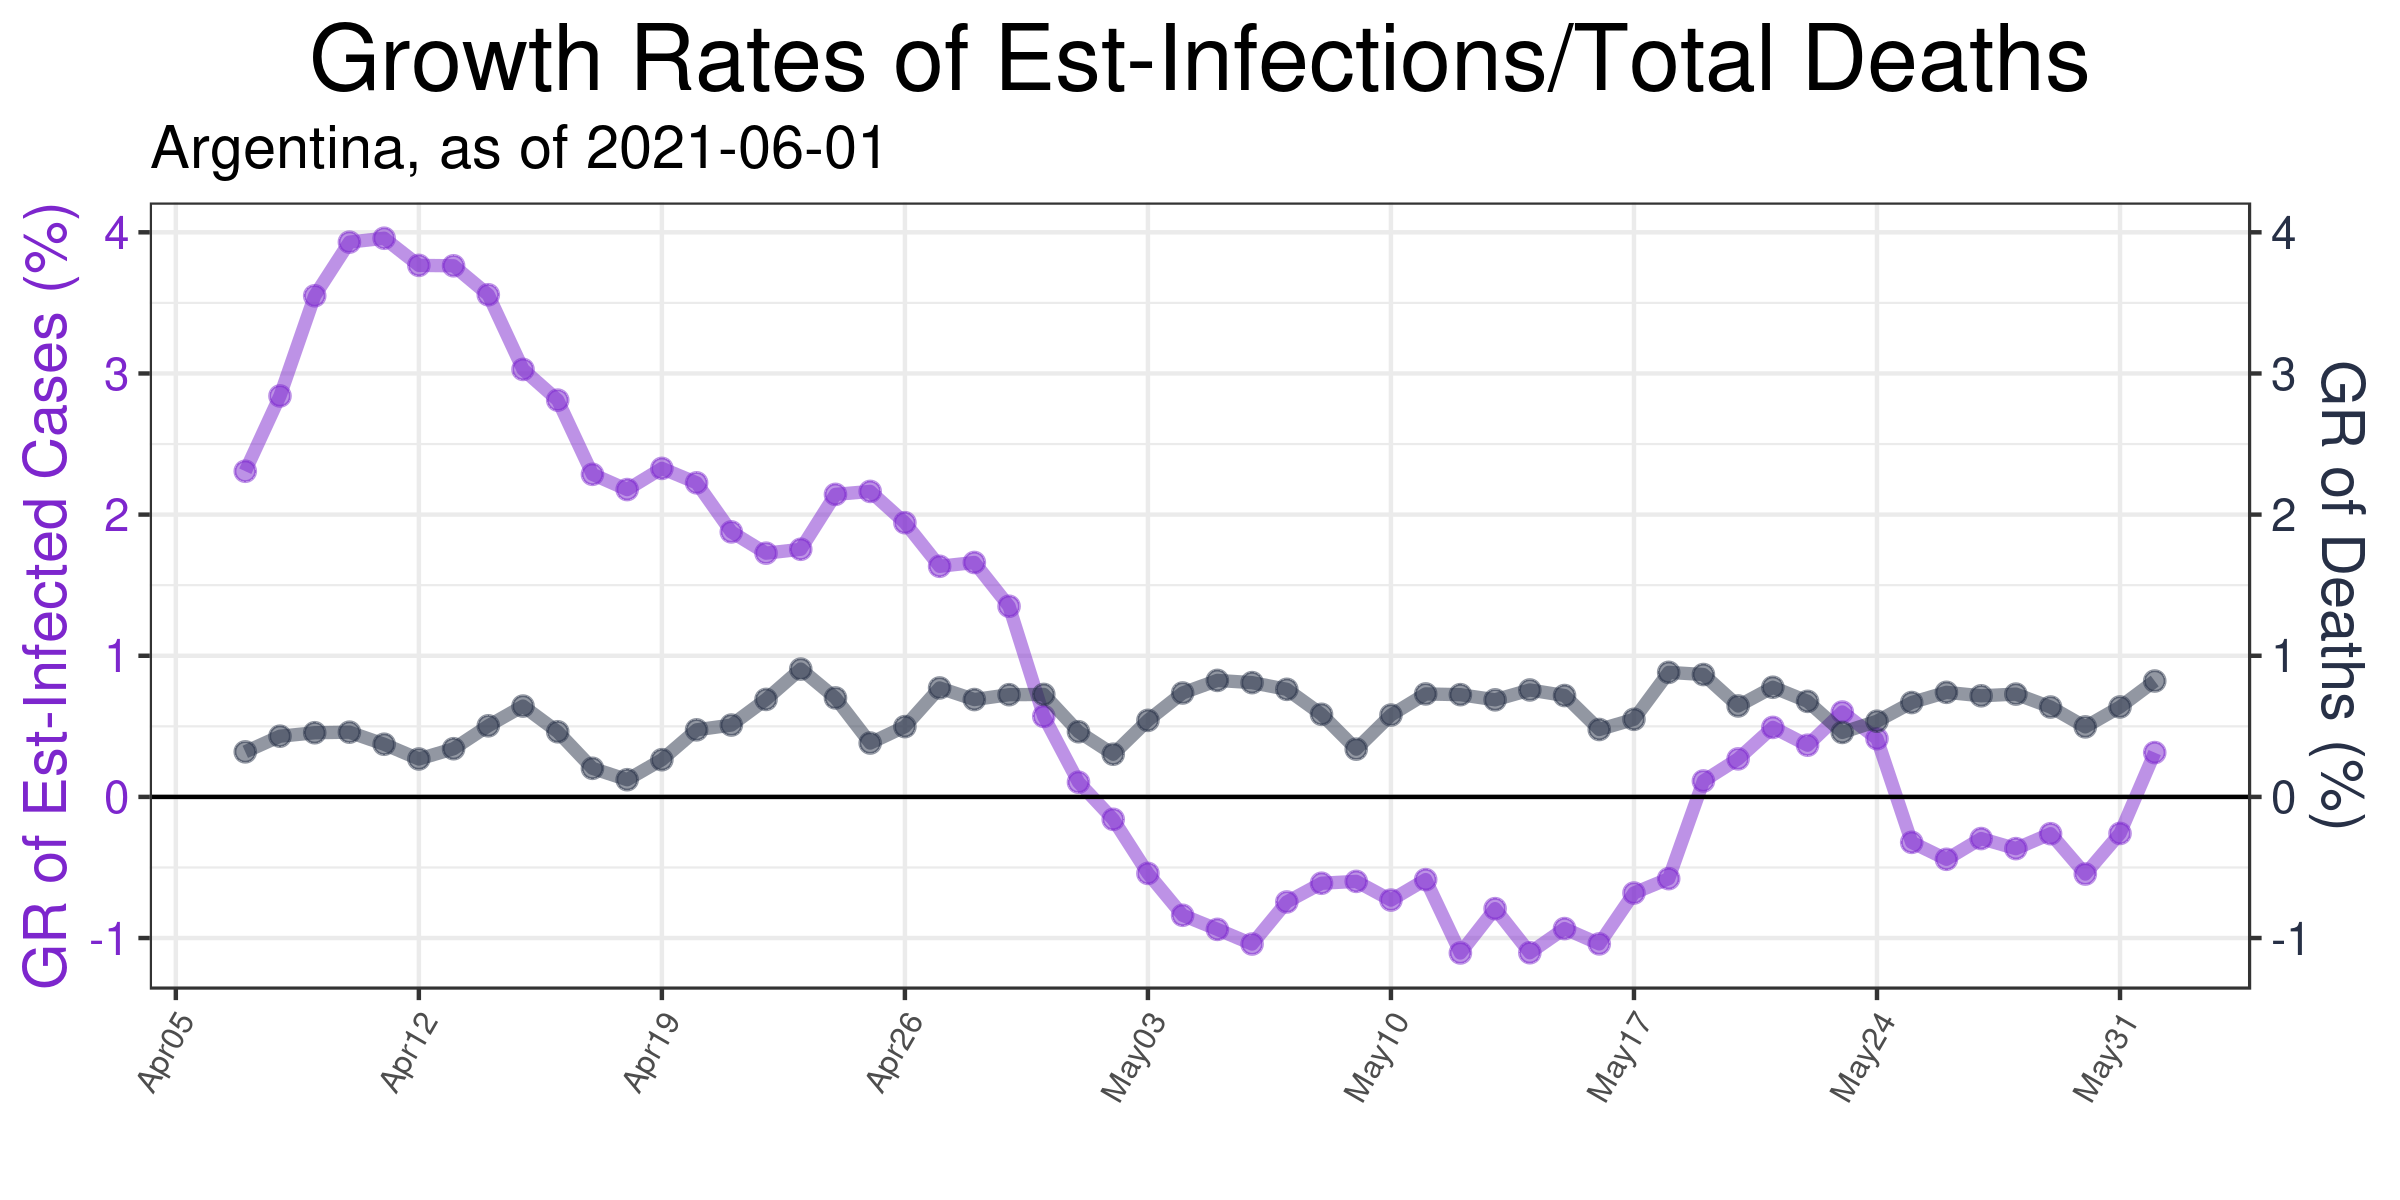 Growth Rates of Est-Infections/Total Deaths
Argentina, as of 2021-06-01
GR of Est-Infected Cases (%)
4
3
2
1
0
-1
4
3
2
1
0
-1
GR of Deaths (%)
Apr05
Apr12
Apr19
Apr26
May03
May10
May17
May24
May31